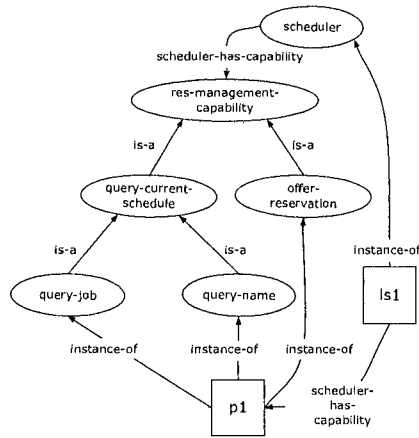 scheduler
scheduler-has-capability
res-management-
capability
is-a
is-a
query-current-
schedule
offer-
reservation
is-a
is-a
instance-of
query-job
query-name
ls1
instance-of
instance-of
instance-of
scheduler-
has-
capability
p1